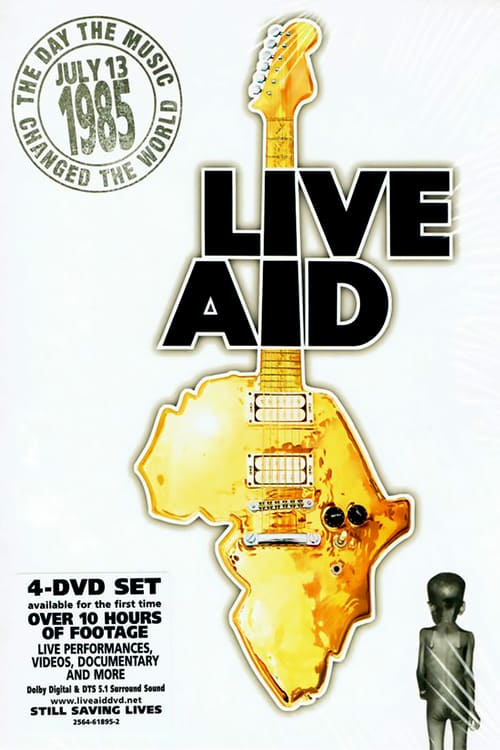 THE DAY THE MUSIC
JULY 13
1985
CHANGED THE WORLD
LIVE
AID
4-DVD SET
available for the first time
OVER 10 HOURS
OF FOOTAGE
LIVE PERFORMANCES,
VIDEOS, DOCUMENTARY
AND MORE
Dolby Digital & DTS 5.1 Surround Sound
www.liveaiddvd.net
STILL SAVING LIVES
2564-61895-2